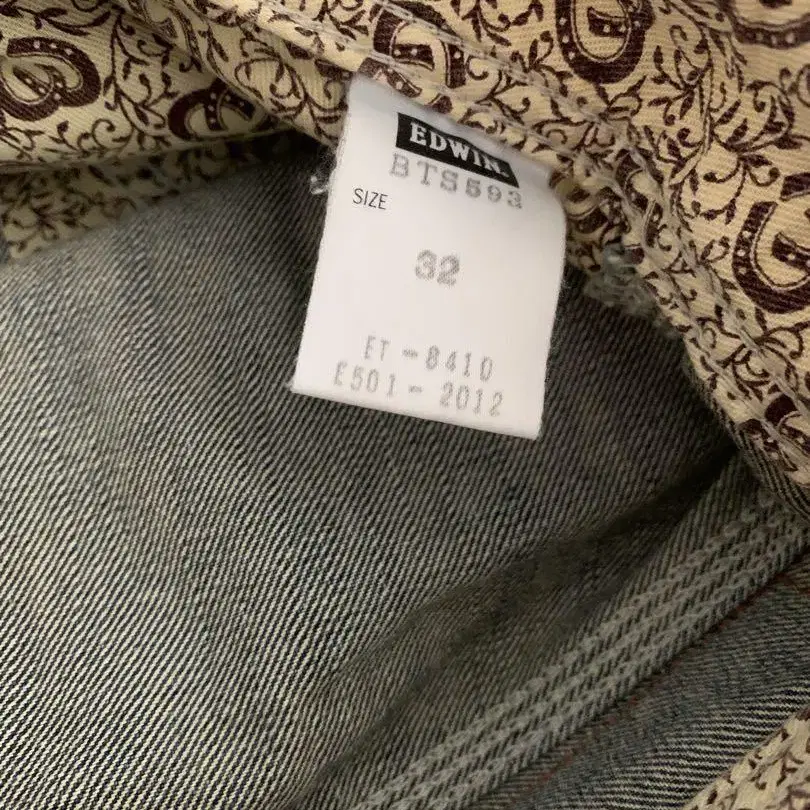 EDWIN.
BTS593
SIZE
32
ET-8410
E501-2012